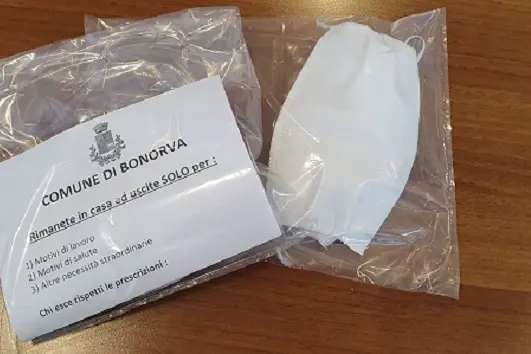 COMUNE DI BONORVA
Rimanete in casa ed uscite SOLO per :
1) Motivi di lavoro
2) Motivi di salute
3) Altre necessità straordinarie
Chi esce rispetti le prescrizioni :